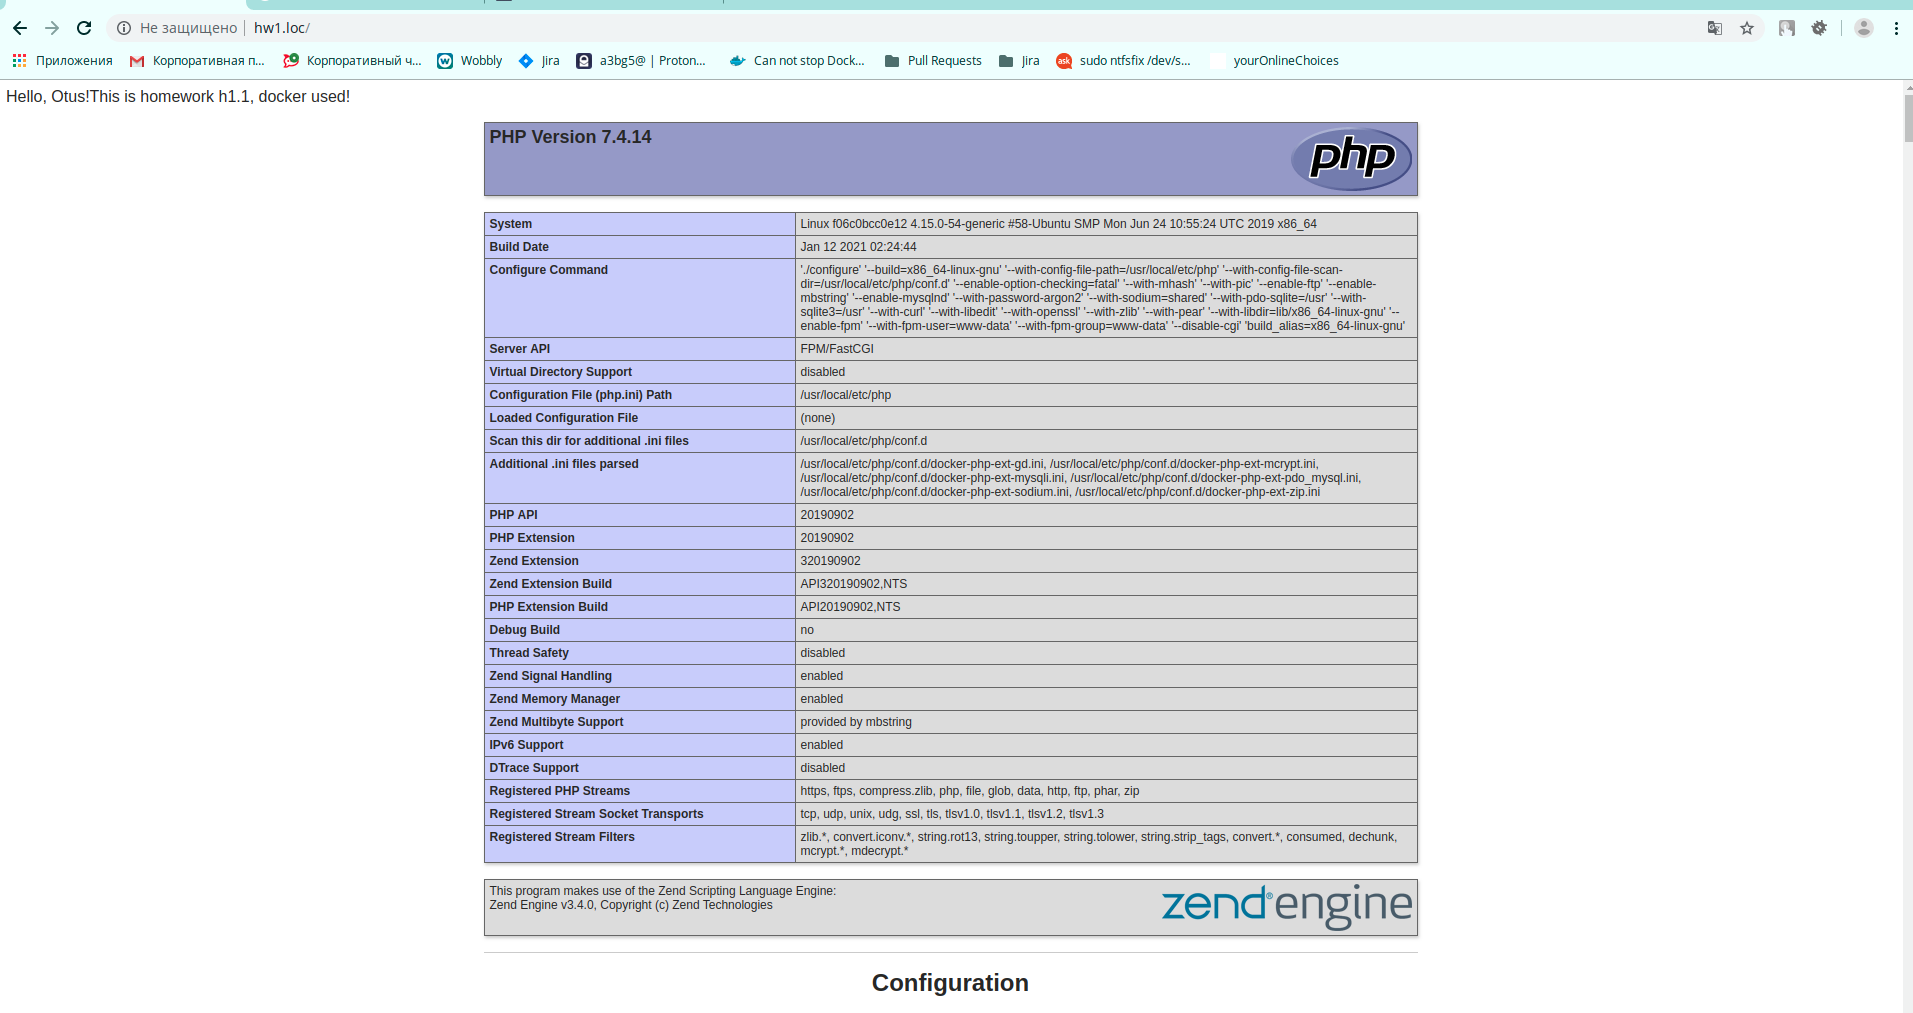 Не защищено hw1.loc/
Приложения Корпоративная п... Корпоративный ч... Wobbly Jira a3bg5@ | Proton... Can not stop Dock... Pull Requests Jira ask sudo ntfsfix /dev/s... yourOnlineChoices
Hello, Otus!This is homework h1.1, docker used!
PHP Version 7.4.14
php
System Linux f06c0bcc0e12 4.15.0-54-generic #58-Ubuntu SMP Mon Jun 24 10:55:24 UTC 2019 x86_64
Build Date Jan 12 2021 02:24:44
Configure Command './configure' '--build=x86_64-linux-gnu' '--with-config-file-path=/usr/local/etc/php' '--with-config-file-scan-
dir=/usr/local/etc/php/conf.d' '--enable-option-checking=fatal' '--with-mhash' '--with-pic' '--enable-ftp' '--enable-
mbstring' '--enable-mysqlnd' '--with-password-argon2' '--with-sodium=shared' '--with-pdo-sqlite=/usr' '--with-
sqlite3=/usr' '--with-curl' '--with-libedit' '--with-openssl' '--with-zlib' '--with-pear' '--with-libdir=lib/x86_64-linux-gnu' '--
enable-fpm' '--with-fpm-user=www-data' '--with-fpm-group=www-data' '--disable-cgi' 'build_alias=x86_64-linux-gnu'
Server API FPM/FastCGI
Virtual Directory Support disabled
Configuration File (php.ini) Path /usr/local/etc/php
Loaded Configuration File (none)
Scan this dir for additional .ini files /usr/local/etc/php/conf.d
Additional .ini files parsed /usr/local/etc/php/conf.d/docker-php-ext-gd.ini, /usr/local/etc/php/conf.d/docker-php-ext-mcrypt.ini,
/usr/local/etc/php/conf.d/docker-php-ext-mysqli.ini, /usr/local/etc/php/conf.d/docker-php-ext-pdo_mysql.ini,
/usr/local/etc/php/conf.d/docker-php-ext-sodium.ini, /usr/local/etc/php/conf.d/docker-php-ext-zip.ini
PHP API 20190902
PHP Extension 20190902
Zend Extension 320190902
Zend Extension Build API320190902,NTS
PHP Extension Build API20190902,NTS
Debug Build no
Thread Safety disabled
Zend Signal Handling enabled
Zend Memory Manager enabled
Zend Multibyte Support provided by mbstring
IPv6 Support enabled
DTrace Support disabled
Registered PHP Streams https, ftps, compress.zlib, php, file, glob, data, http, ftp, phar, zip
Registered Stream Socket Transports tcp, udp, unix, udg, ssl, tls, tlsv1.0, tlsv1.1, tlsv1.2, tlsv1.3
Registered Stream Filters zlib.*, convert.iconv.*, string.rot13, string.toupper, string.tolower, string.strip_tags, convert.*, consumed, dechunk,
mcrypt.*, mdecrypt.*
This program makes use of the Zend Scripting Language Engine:
Zend Engine v3.4.0, Copyright (c) Zend Technologies
zend® engine
Configuration